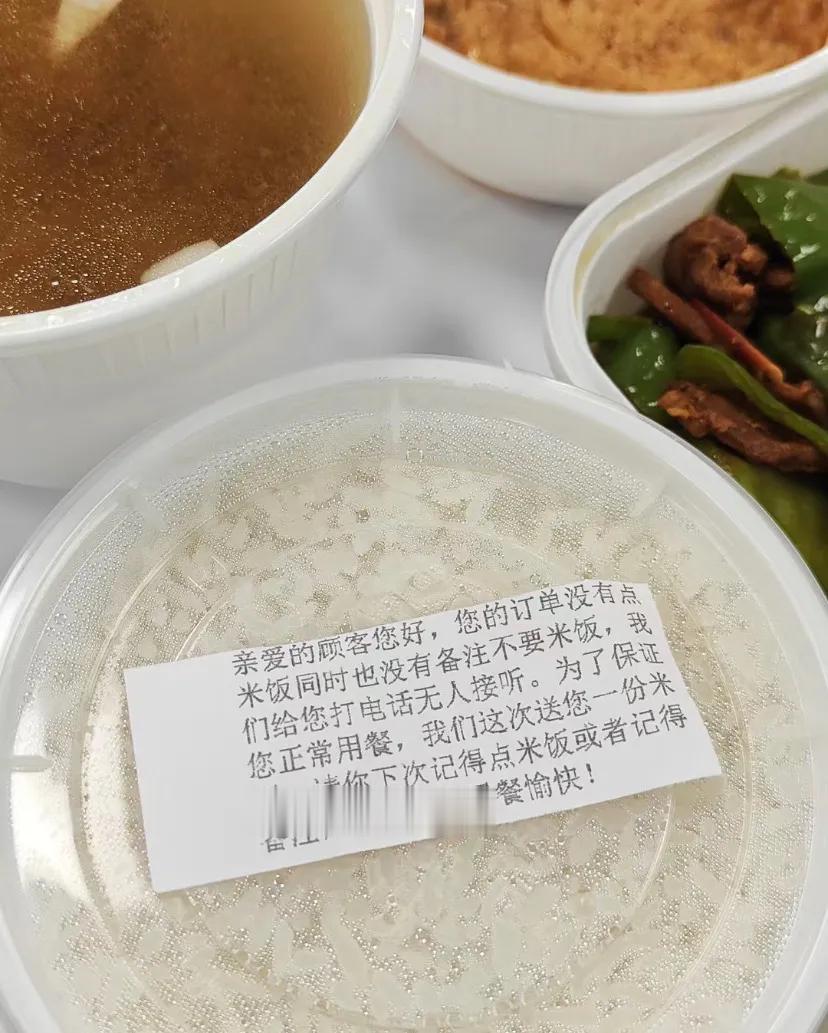 亲爱的顾客您好，您的订单没有点
米饭同时也没有备注不要米饭，我
们给您打电话无人接听。为了保证
您正常用餐，我们这次送您一份米
请你下次记得点米饭或者记得
备注 餐愉快！